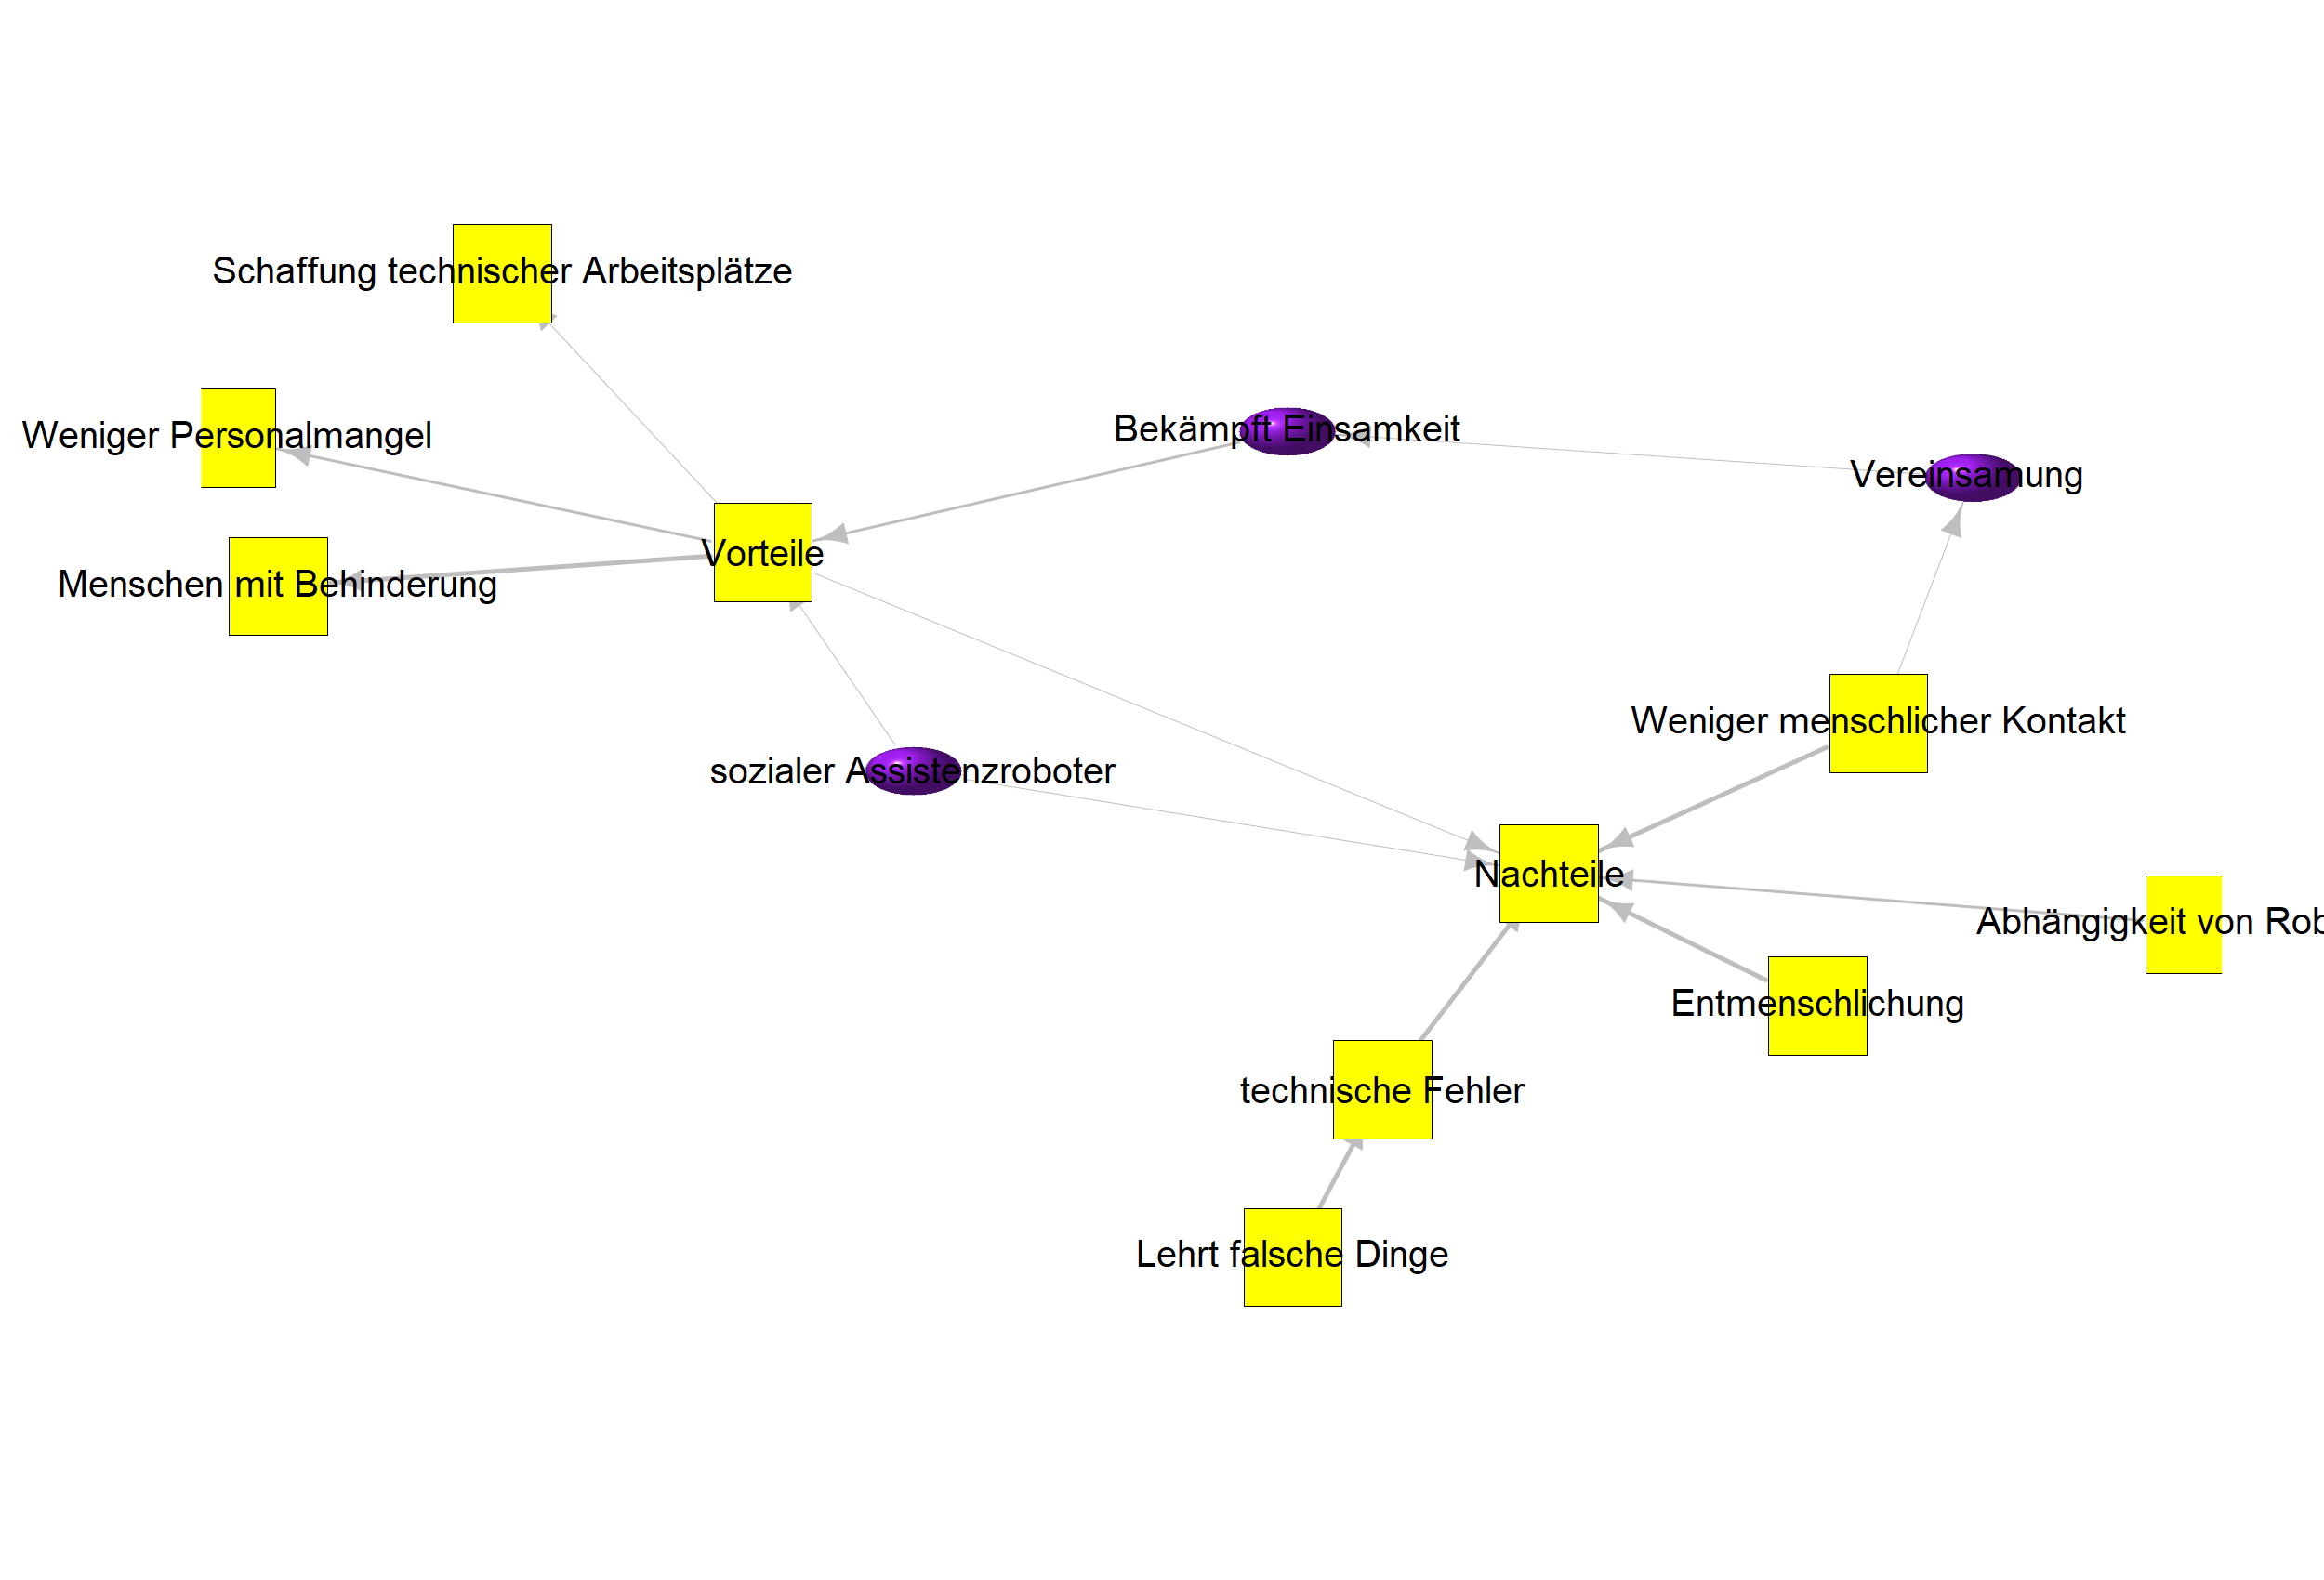 Schaffung technischer Arbeitsplätze
Weniger Personalmangel
Bekämpft Einsamkeit
Vereinsamung
Vorteile
Menschen mit Behinderung
Weniger menschlicher Kontakt
sozialer Assistenzroboter
Nachteile
Abhängigkeit von Rob
Entmenschlichung
technische Fehler
Lehrt falsche Dinge